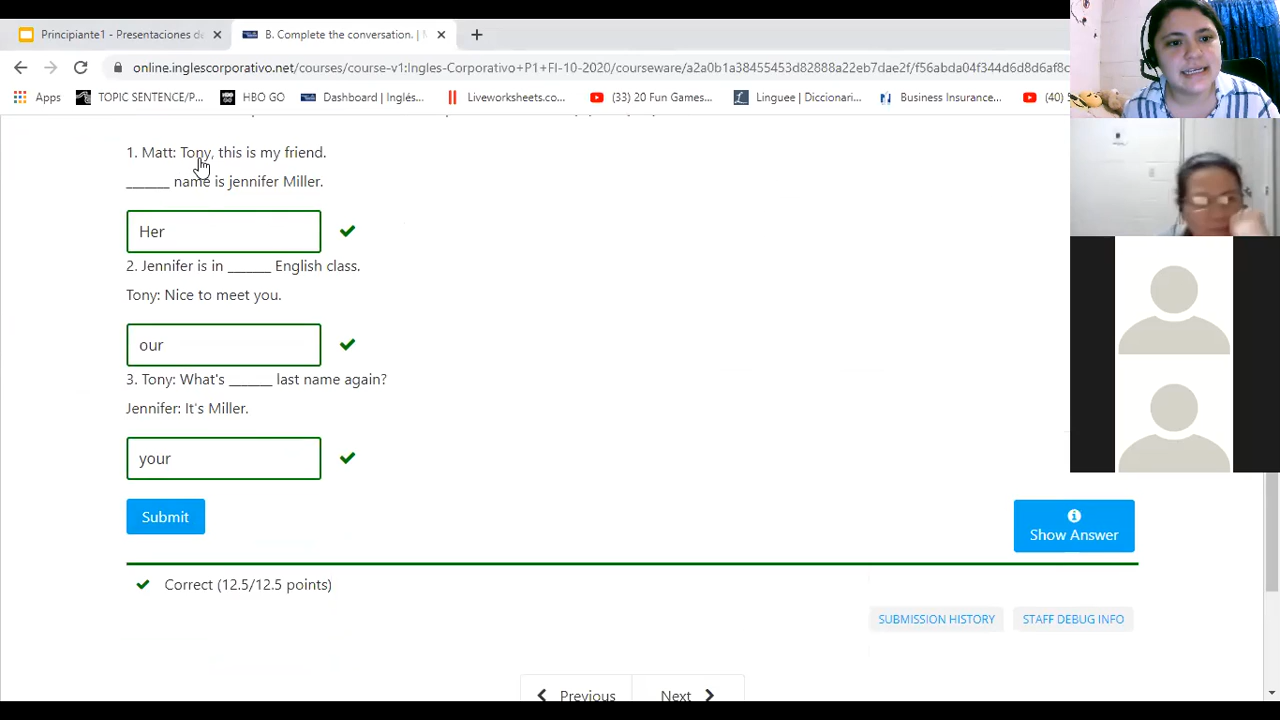 Principiante1 - Presentaciones de
B. Complete the conversation. |
online.inglescorporativo.net/courses/course-v1:Ingles-Corporativo+P1+FI-10-2020/courseware/a2a0b1a38455453d82888a22eb7dae2f/f56abda04f344d6d8d6af8c
Apps
TOPIC SENTENCE/P...
HBO GO
Dashboard | Inglés...
Liveworksheets.co...
(33) 20 Fun Games...
Linguee | Diccionari...
Business Insurance...
(40)
1. Matt: Tony, this is my friend.
______ name is jennifer Miller.
Her
2. Jennifer is in ______ English class.
Tony: Nice to meet you.
our
3. Tony: What's ______ last name again?
Jennifer: It's Miller.
your
Submit
Show Answer
Correct (12.5/12.5 points)
SUBMISSION HISTORY
STAFF DEBUG INFO
Previous
Next